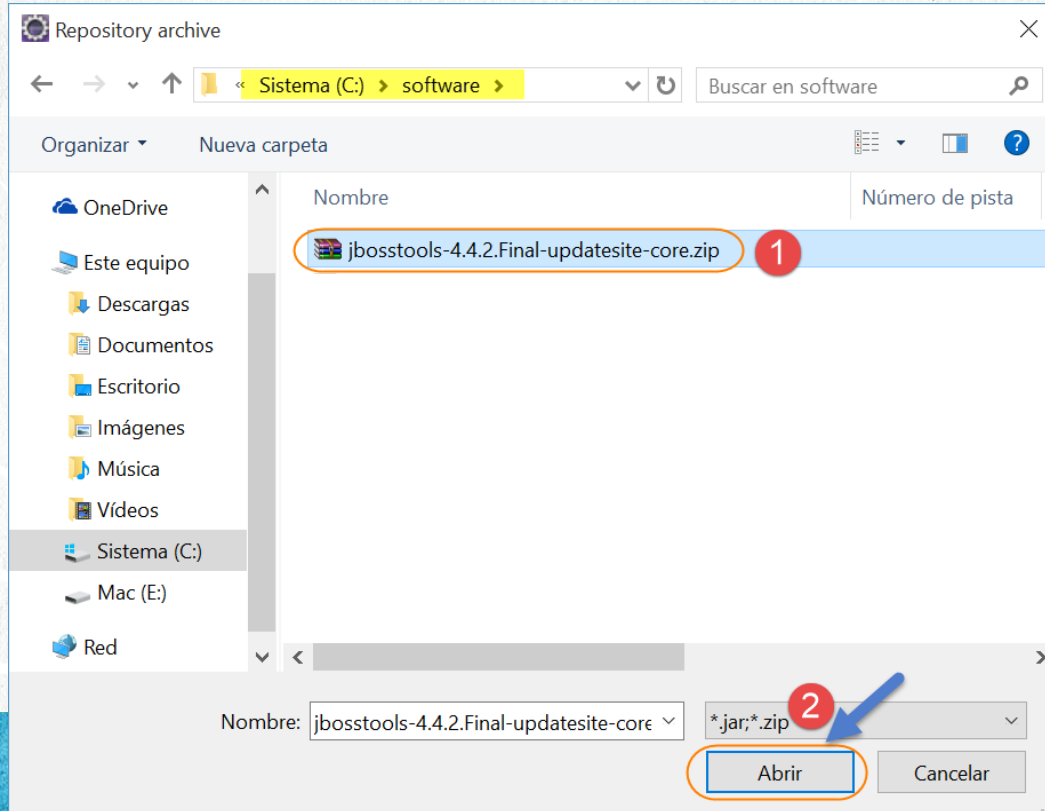 Repository archive
« Sistema (C:) > software >
Buscar en software
Organizar
Nueva carpeta
?
OneDrive
Este equipo
Descargas
Documentos
Escritorio
Imágenes
Música
Vídeos
Sistema (C:)
Mac (E:)
Red
Nombre
Número de pista
jbosstools-4.4.2.Final-updatesite-core.zip
1
Nombre: jbosstools-4.4.2.Final-updatesite-core
*.jar;*.zip
2
Abrir
Cancelar